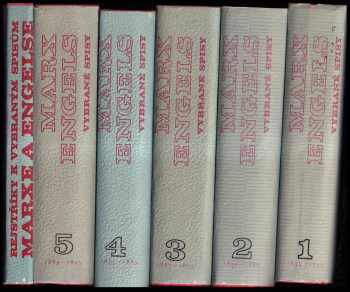 REJSTŘÍKY K VYBRANÝM SPISŮM
MARXE A ENGELSE
MARX
ENGELS
VYBRANÉ SPISY
5
MARX
ENGELS
VYBRANÉ SPISY
4
MARX
ENGELS
VYBRANÉ SPISY
3
MARX
ENGELS
VYBRANÉ SPISY
2
MARX
ENGELS
VYBRANÉ SPISY
1